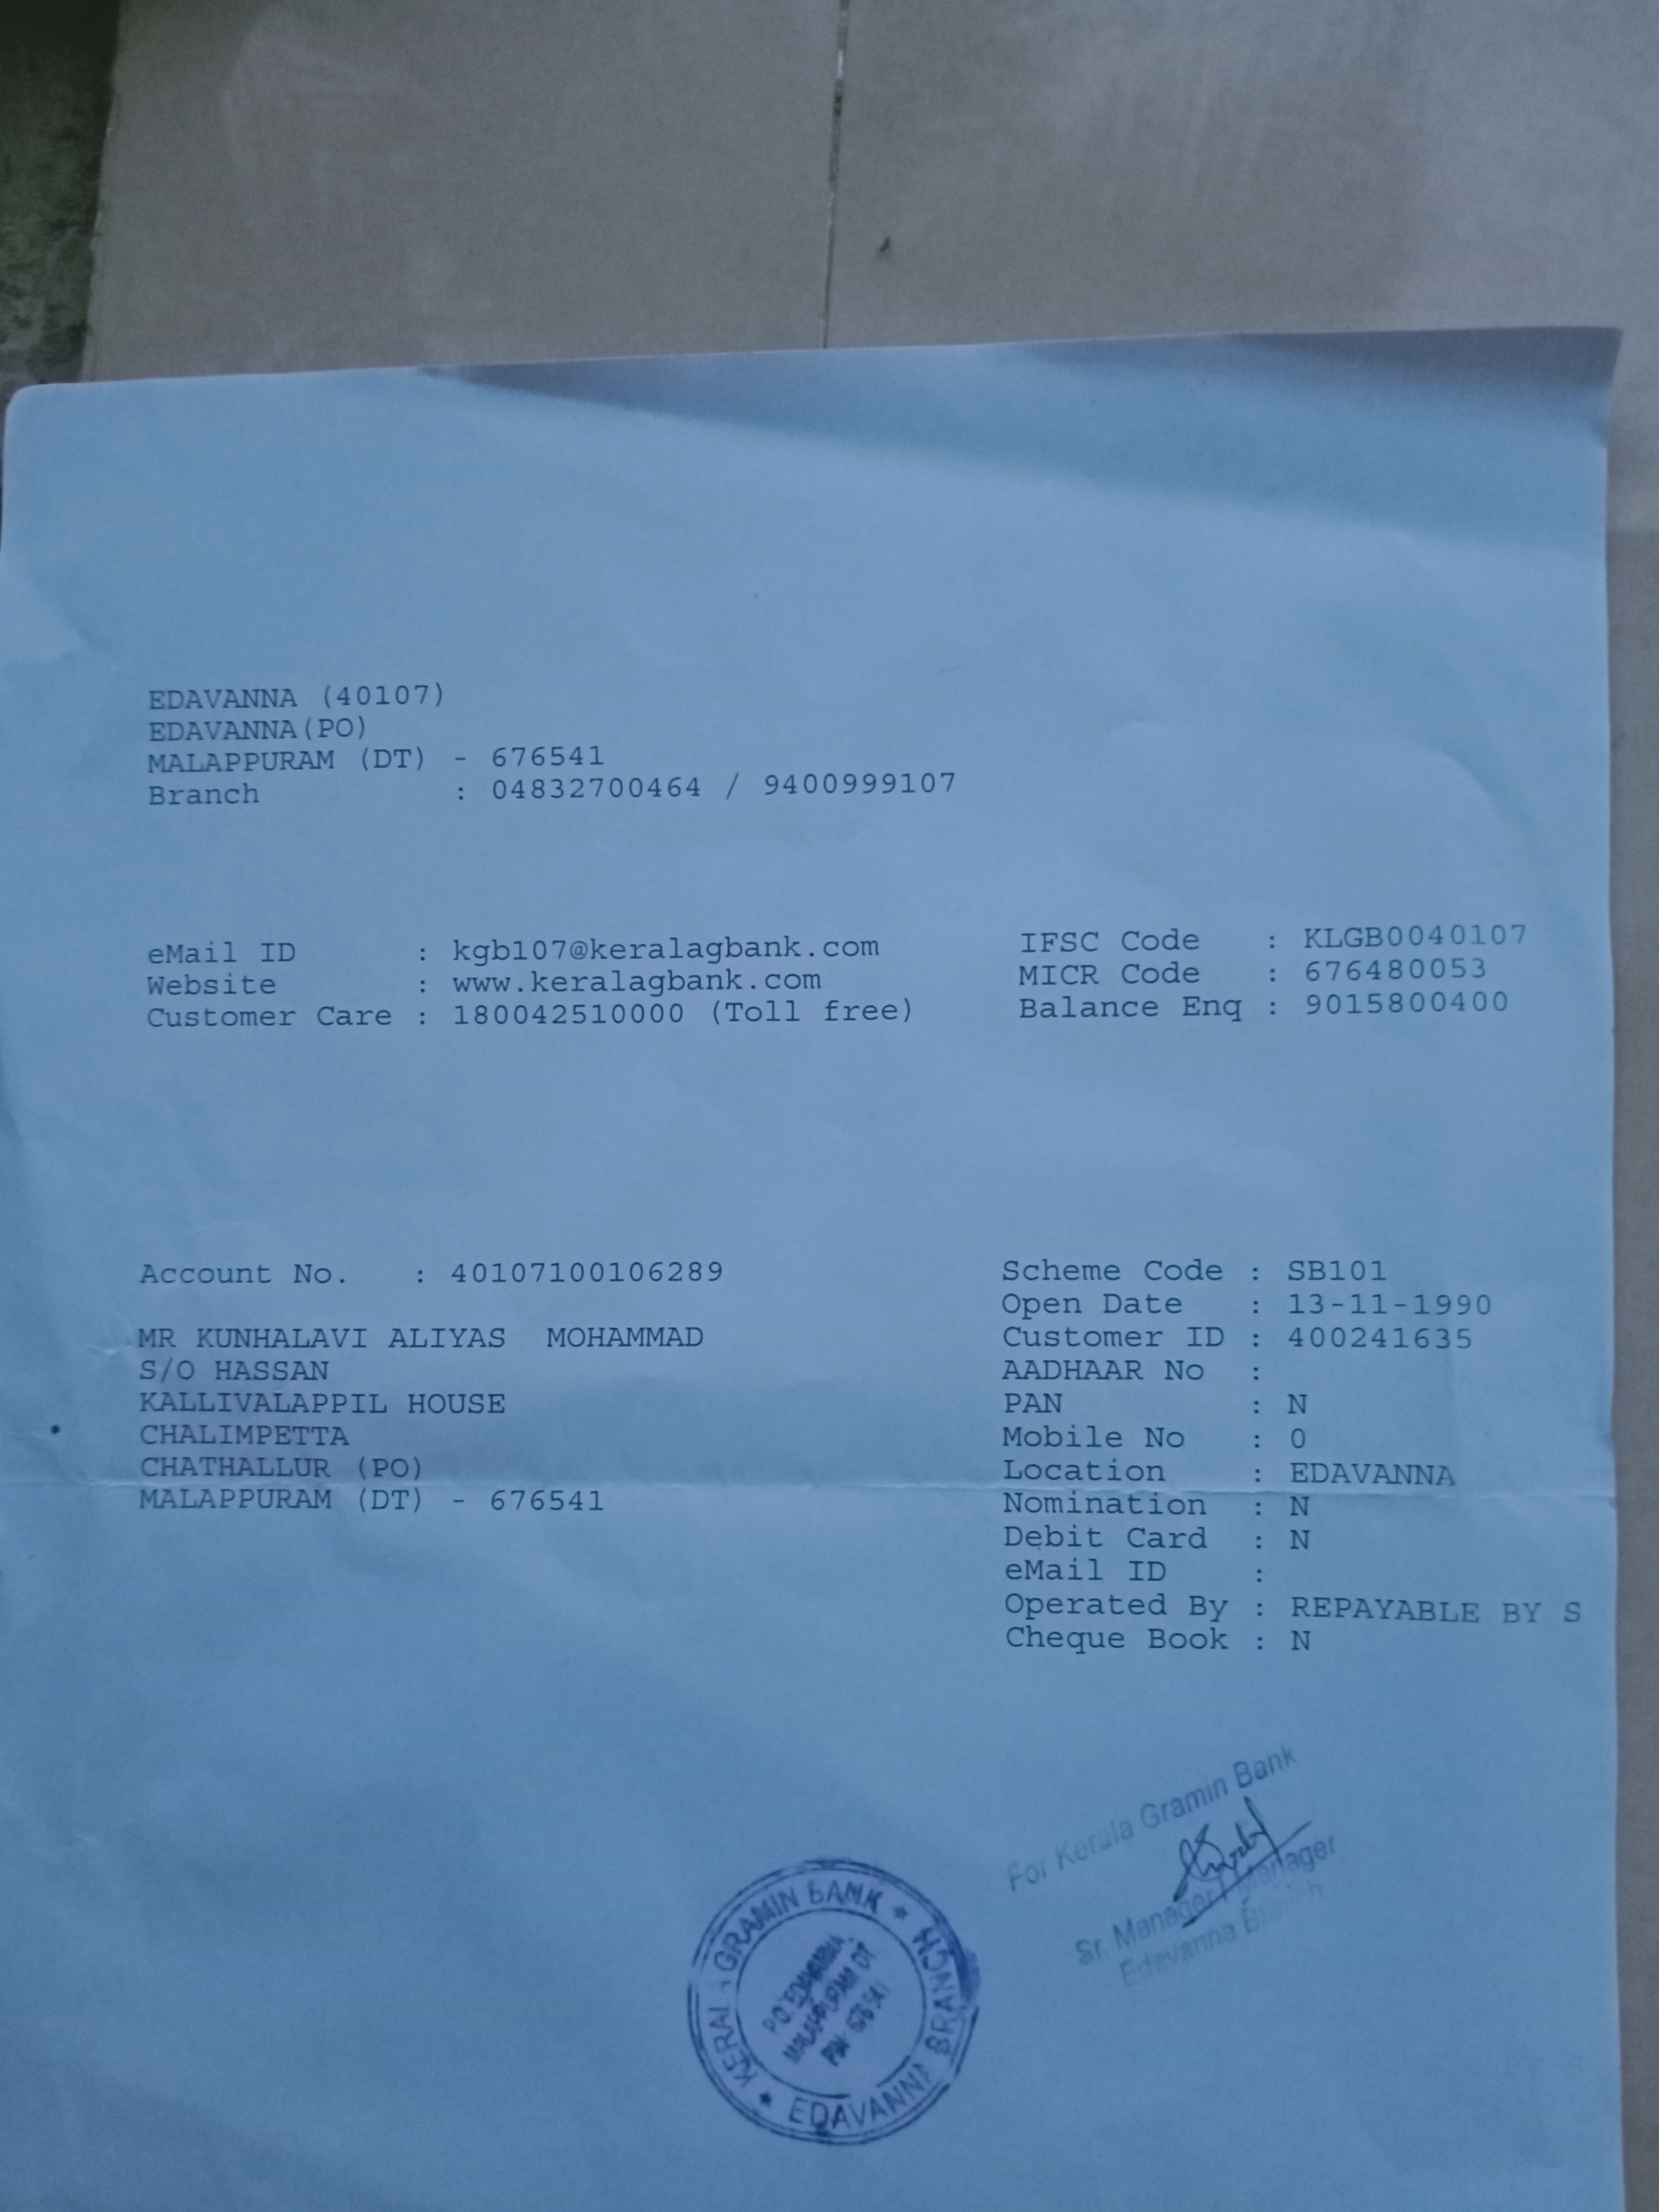 EDAVANNA (40107)
EDAVANNA(PO)
MALAPPURAM (DT) - 676541
Branch : 04832700464 / 9400999107
eMail ID : kgb107@keralagbank.com
Website : www.keralagbank.com
Customer Care : 180042510000 (Toll free)
IFSC Code : KLGB0040107
MICR Code : 676480053
Balance Enq : 9015800400
Account No. : 40107100106289
MR KUNHALAVI ALIYAS MOHAMMAD
S/O HASSAN
KALLIVALAPPIL HOUSE
CHALIMPETTA
CHATHALLUR (PO)
MALAPPURAM (DT) - 676541
Scheme Code : SB101
Open Date : 13-11-1990
Customer ID : 400241635
AADHAAR No :
PAN : N
Mobile No : 0
Location : EDAVANNA
Nomination : N
Debit Card : N
eMail ID :
Operated By : REPAYABLE BY S
Cheque Book : N
For Kerala Gramin Bank
Sr. Manager / Manager
Edavanna Branch
KERALA GRAMIN BANK ★ EDAVANNA BRANCH ★
P.O. EDAVANNA
MALAPPURAM DT.
PIN: 676541